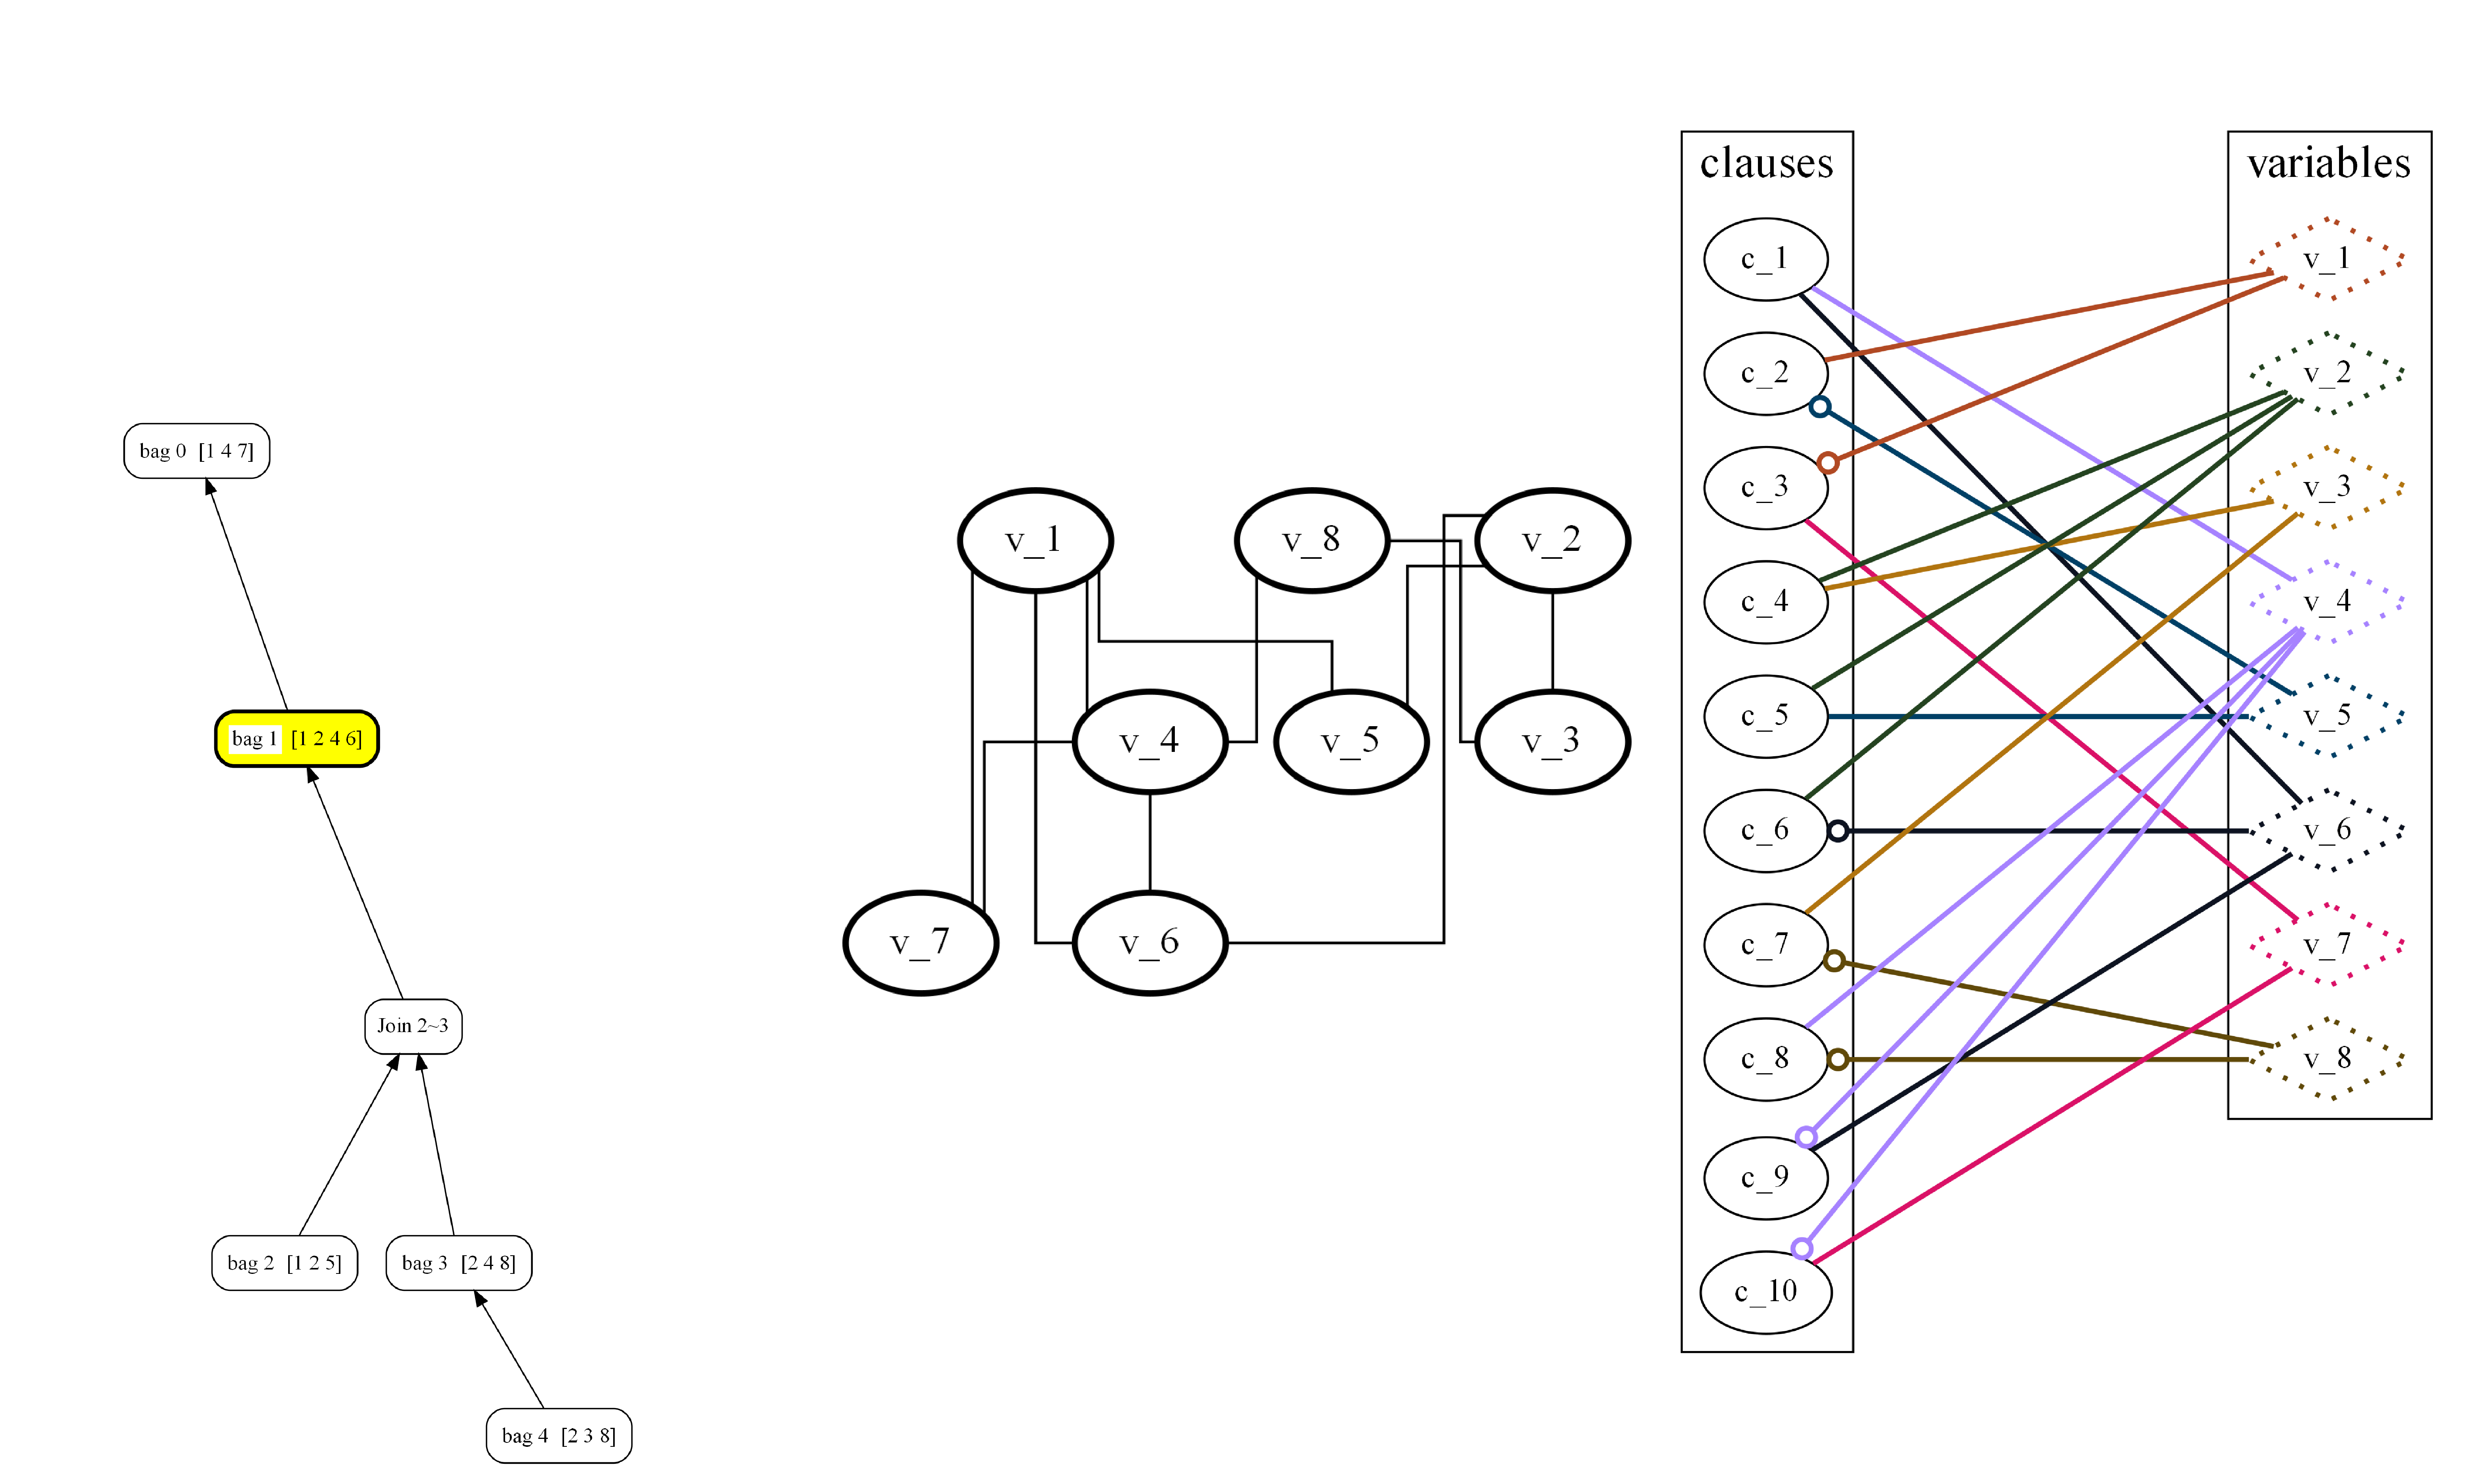 bag 0 [1 4 7]
bag 1 [1 2 4 6]
Join 2~3
bag 2 [1 2 5]
bag 3 [2 4 8]
bag 4 [2 3 8]
v_1
v_8
v_2
v_4
v_5
v_3
v_7
v_6
clauses
c_1
c_2
c_3
c_4
c_5
c_6
c_7
c_8
c_9
c_10
variables
v_1
v_2
v_3
v_4
v_5
v_6
v_7
v_8